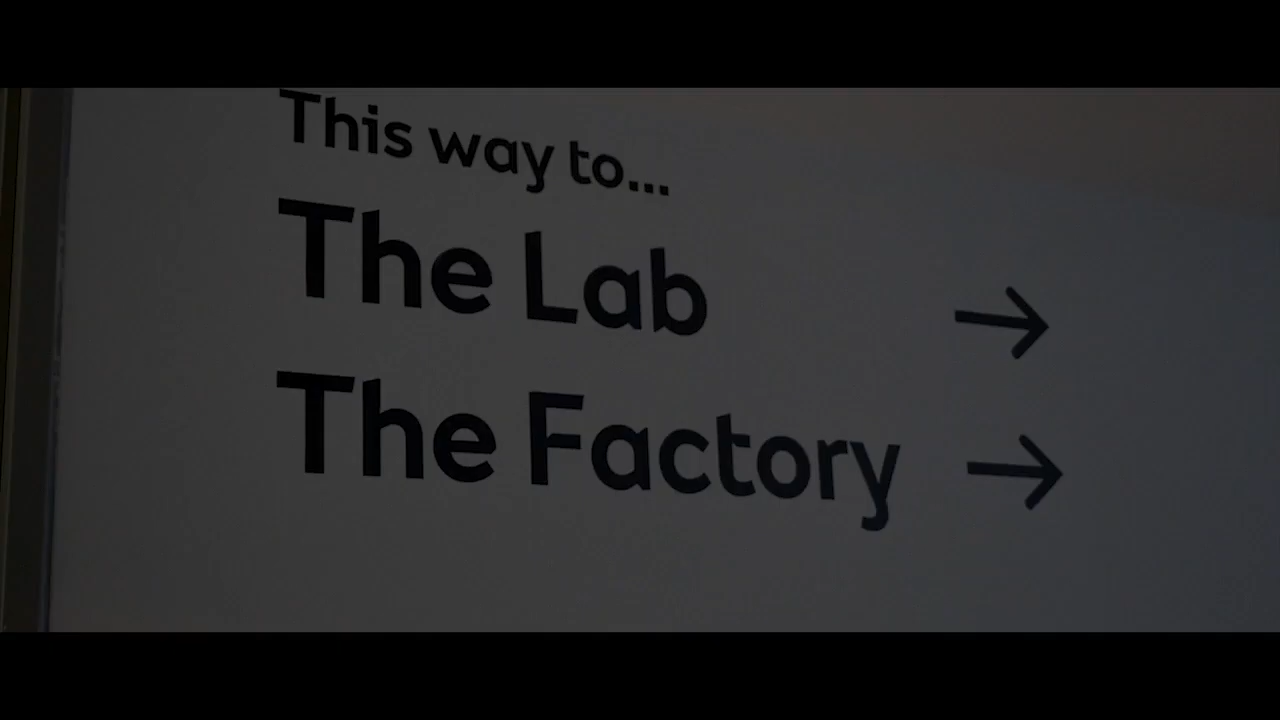 This way to...
The Lab →
The Factory →